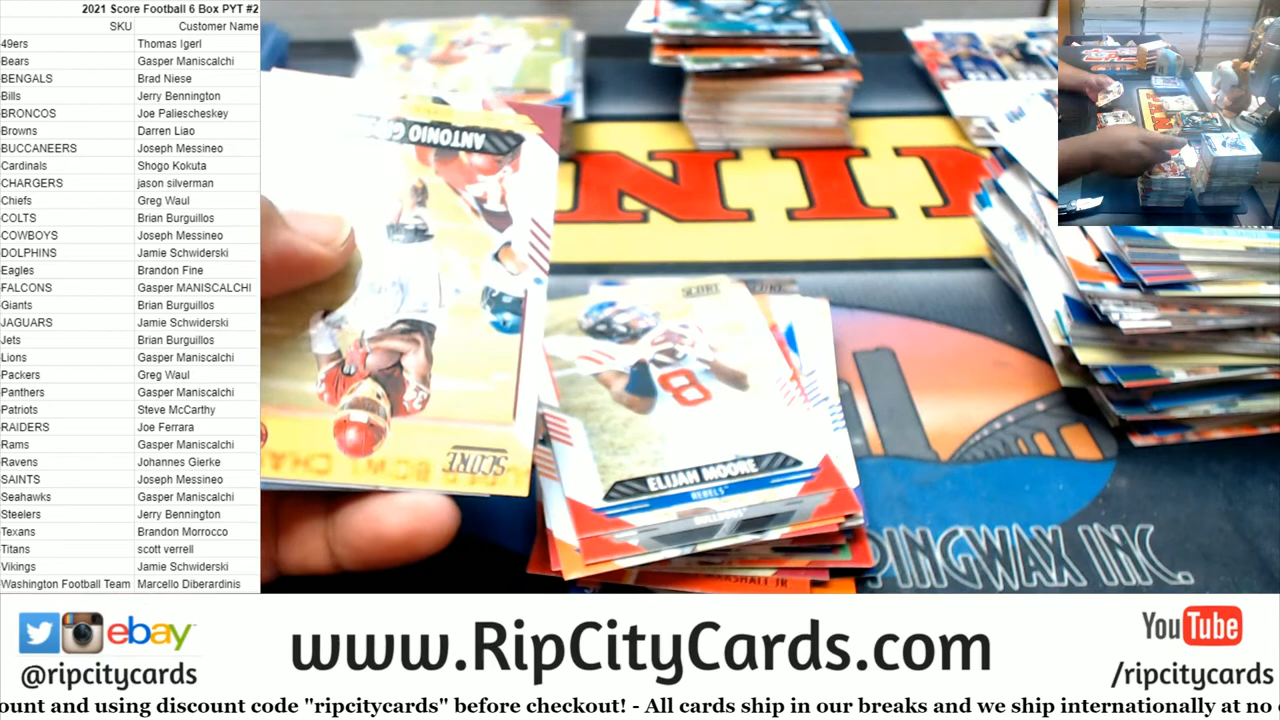 2021 Score Football 6 Box PYT #2
SKU Customer Name
49ers Thomas Igerl
Bears Gasper Maniscalchi
BENGALS Brad Niese
Bills Jerry Bennington
BRONCOS Joe Paliescheskey
Browns Darren Liao
BUCCANEERS Joseph Messineo
Cardinals Shogo Kokuta
CHARGERS jason silverman
Chiefs Greg Waul
COLTS Brian Burguillos
COWBOYS Joseph Messineo
DOLPHINS Jamie Schwiderski
Eagles Brandon Fine
FALCONS Gasper MANISCALCHI
Giants Brian Burguillos
JAGUARS Jamie Schwiderski
Jets Brian Burguillos
Lions Gasper Maniscalchi
Packers Greg Waul
Panthers Gasper Maniscalchi
Patriots Steve McCarthy
RAIDERS Joe Ferrara
Rams Gasper Maniscalchi
Ravens Johannes Gierke
SAINTS Joseph Messineo
Seahawks Gasper Maniscalchi
Steelers Jerry Bennington
Texans Brandon Morrocco
Titans scott verrell
Vikings Jamie Schwiderski
Washington Football Team Marcello Diberardinis
ANTONIO
SCORE
SCORE
8
ELIJAH MOORE
REBELS
MARSHALL JR.
PINGWAX INC.
ebay
@ripcitycards
www.RipCityCards.com
YouTube
/ripcitycards
ount and using discount code "ripcitycards" before checkout! - All cards ship in our breaks and we ship internationally at no